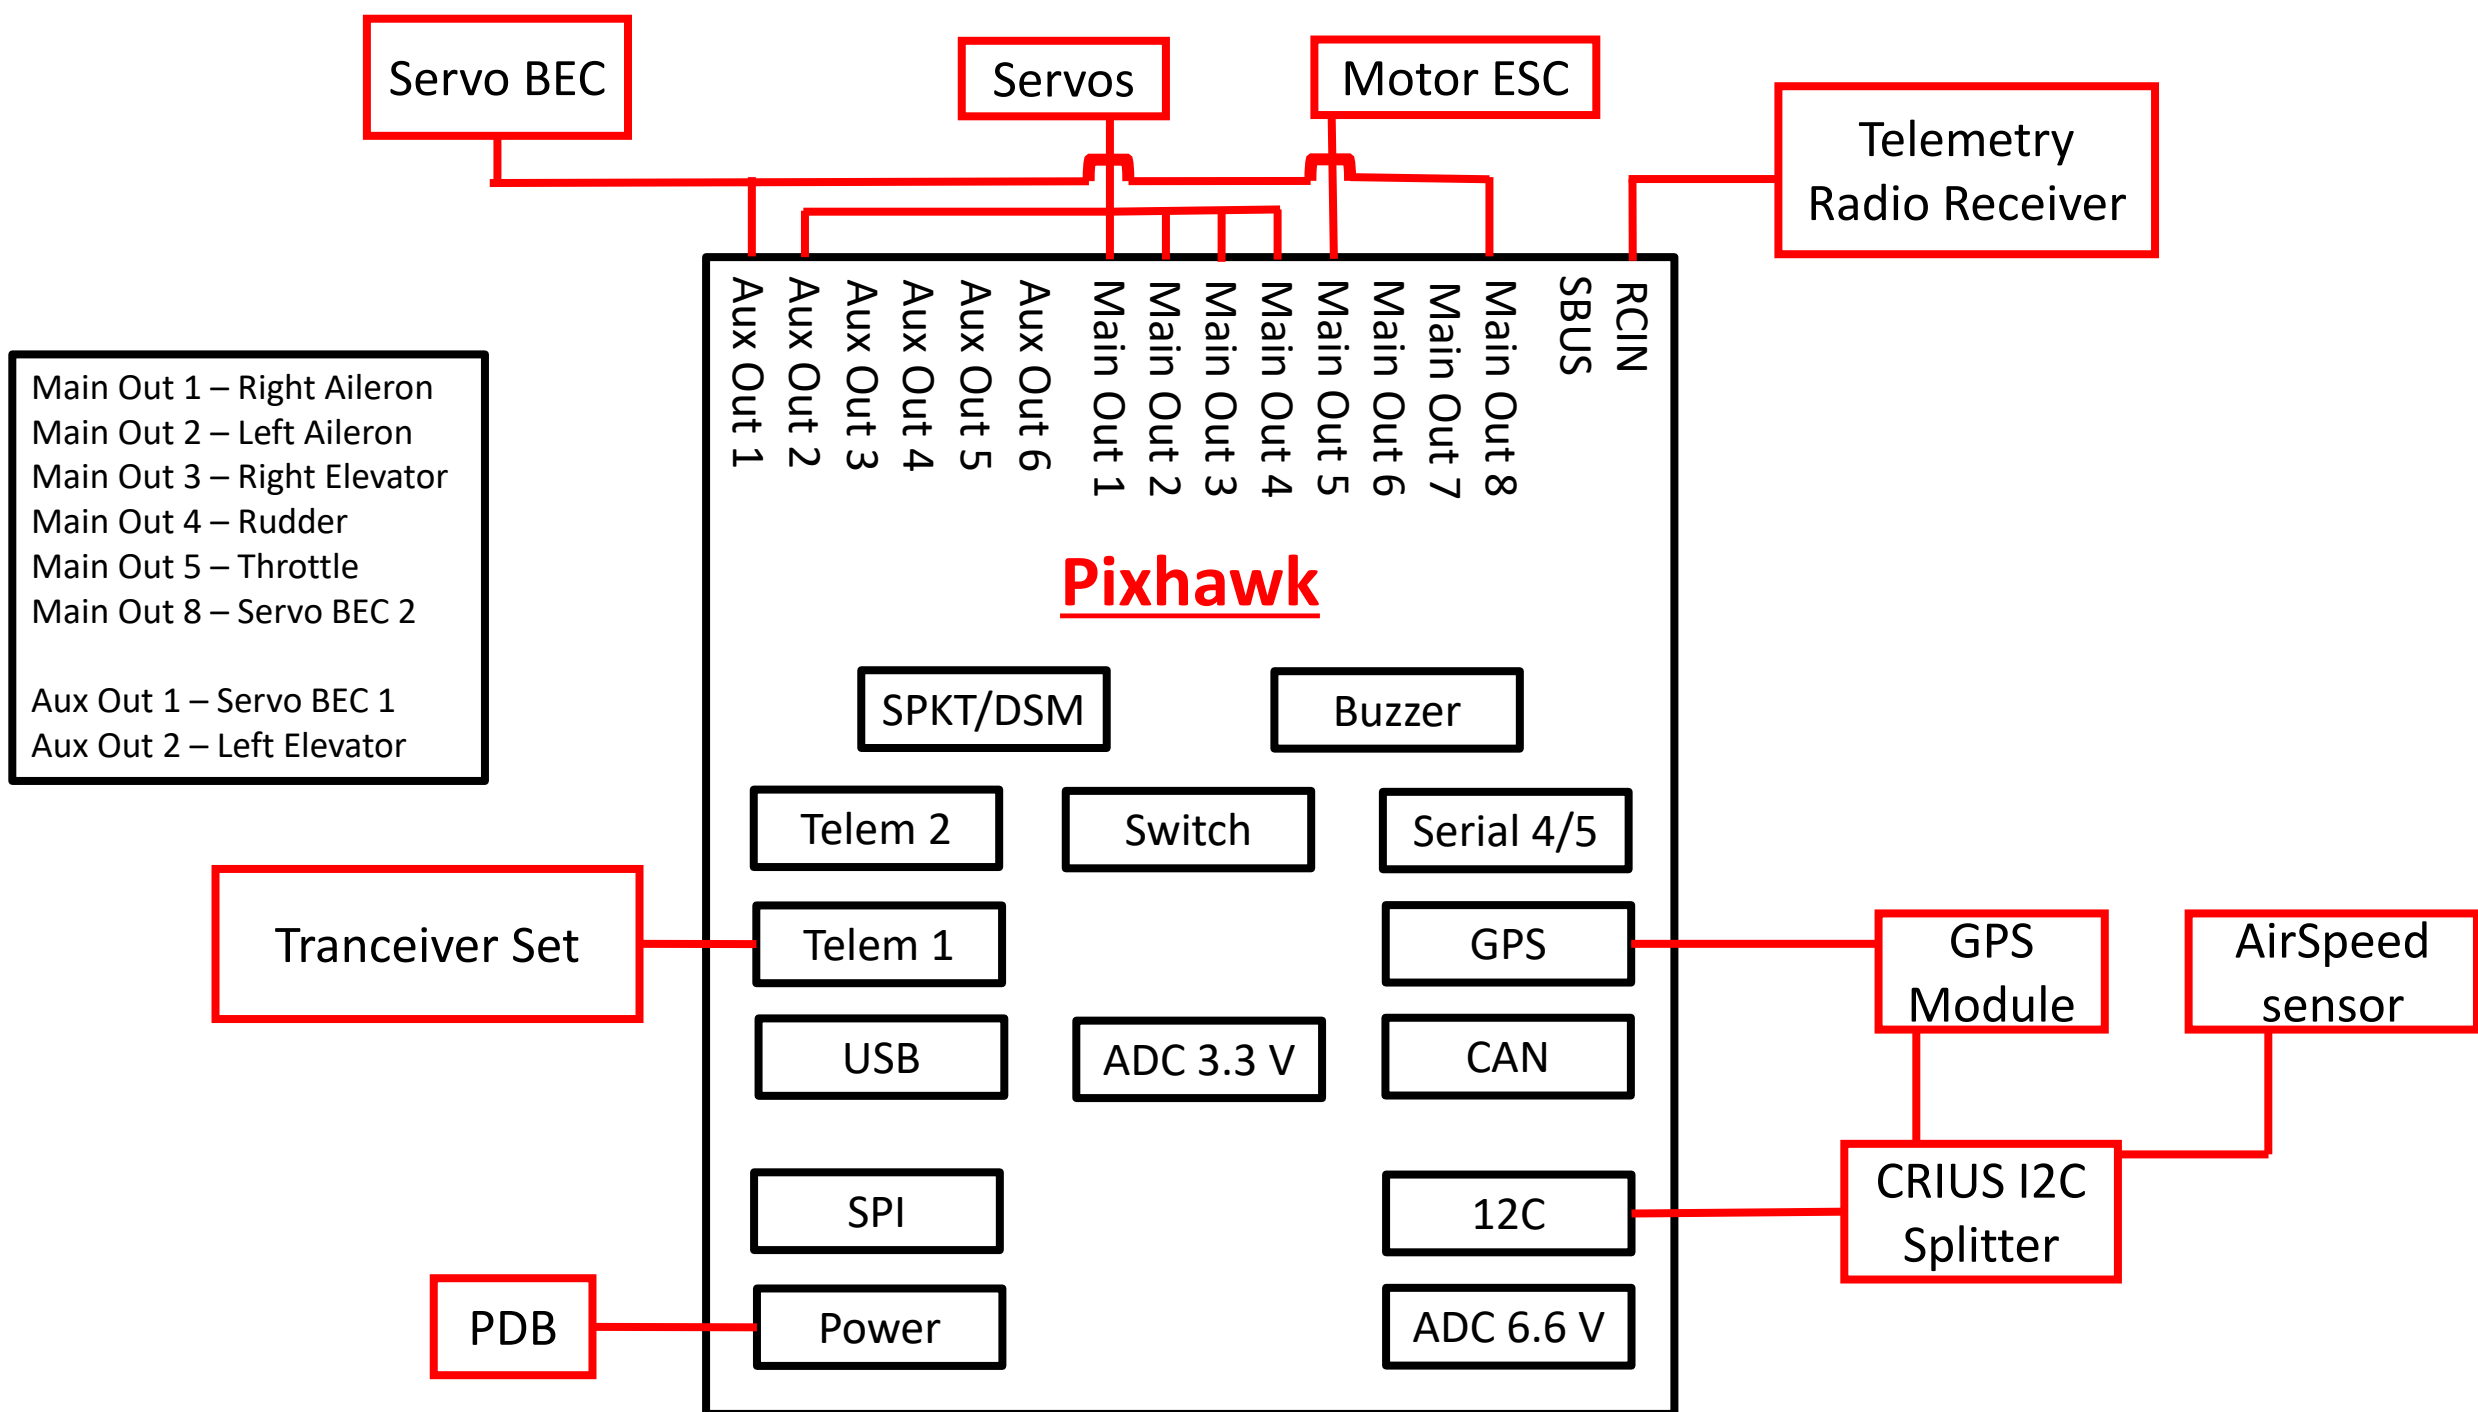 Servo BEC
Servos
Motor ESC
Telemetry
Radio Receiver
Aux Out 1
Aux Out 2
Aux Out 3
Aux Out 4
Aux Out 5
Aux Out 6
Main Out 1
Main Out 2
Main Out 3
Main Out 4
Main Out 5
Main Out 6
Main Out 7
Main Out 8
SBUS
RCIN
Main Out 1 – Right Aileron
Main Out 2 – Left Aileron
Main Out 3 – Right Elevator
Main Out 4 – Rudder
Main Out 5 – Throttle
Main Out 8 – Servo BEC 2
Aux Out 1 – Servo BEC 1
Aux Out 2 – Left Elevator
Pixhawk
SPKT/DSM
Buzzer
Telem 2
Switch
Serial 4/5
Tranceiver Set
Telem 1
GPS
GPS
Module
AirSpeed
sensor
USB
ADC 3.3 V
CAN
SPI
12C
CRIUS I2C
Splitter
PDB
Power
ADC 6.6 V